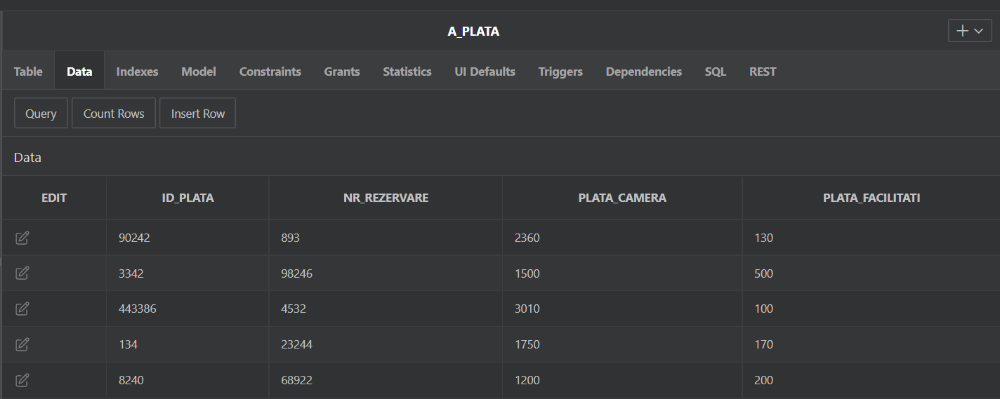 A_PLATA
Table Data Indexes Model Constraints Grants Statistics UI Defaults Triggers Dependencies SQL REST
Query Count Rows Insert Row
Data
EDIT ID_PLATA NR_REZERVARE PLATA_CAMERA PLATA_FACILITATI
90242 893 2360 130
3342 98246 1500 500
443386 4532 3010 100
134 23244 1750 170
8240 68922 1200 200